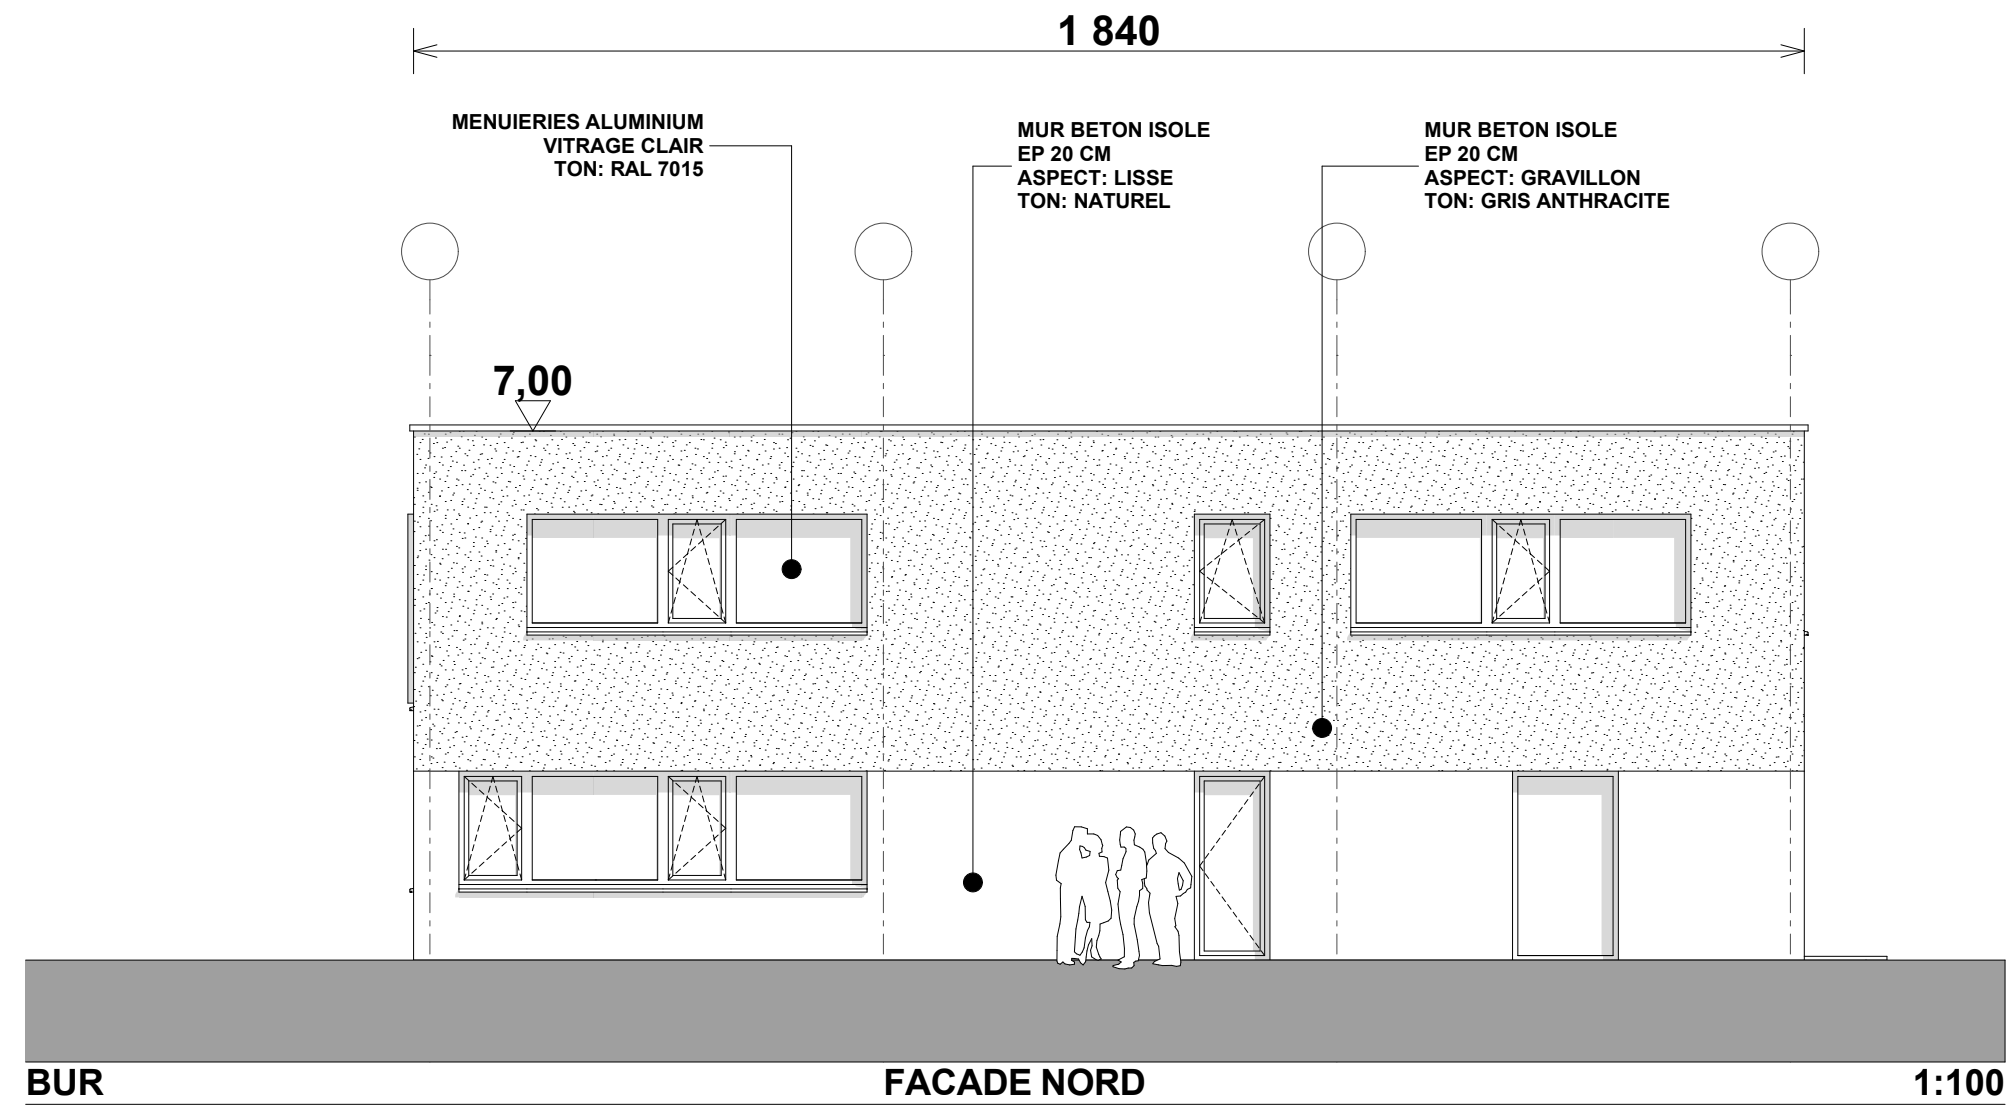 1 840
MENUIERIES ALUMINIUM
VITRAGE CLAIR
TON: RAL 7015
MUR BETON ISOLE
EP 20 CM
ASPECT: LISSE
TON: NATUREL
MUR BETON ISOLE
EP 20 CM
ASPECT: GRAVILLON
TON: GRIS ANTHRACITE
7,00
BUR
FACADE NORD
1:100